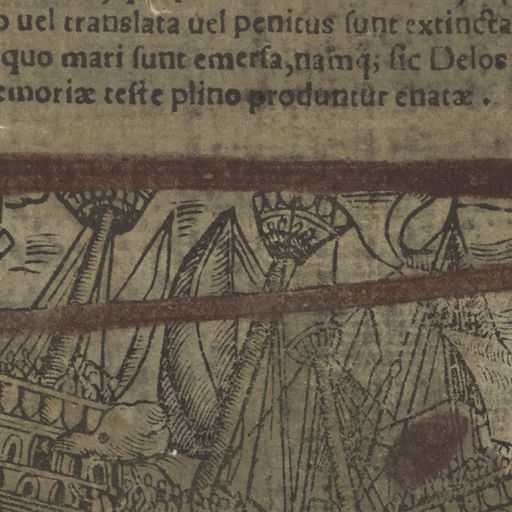 uel translata uel penitus sunt extincta
quo mari sunt emersa, namq; sic Delos
emoriæ teste plino produntur enatæ.